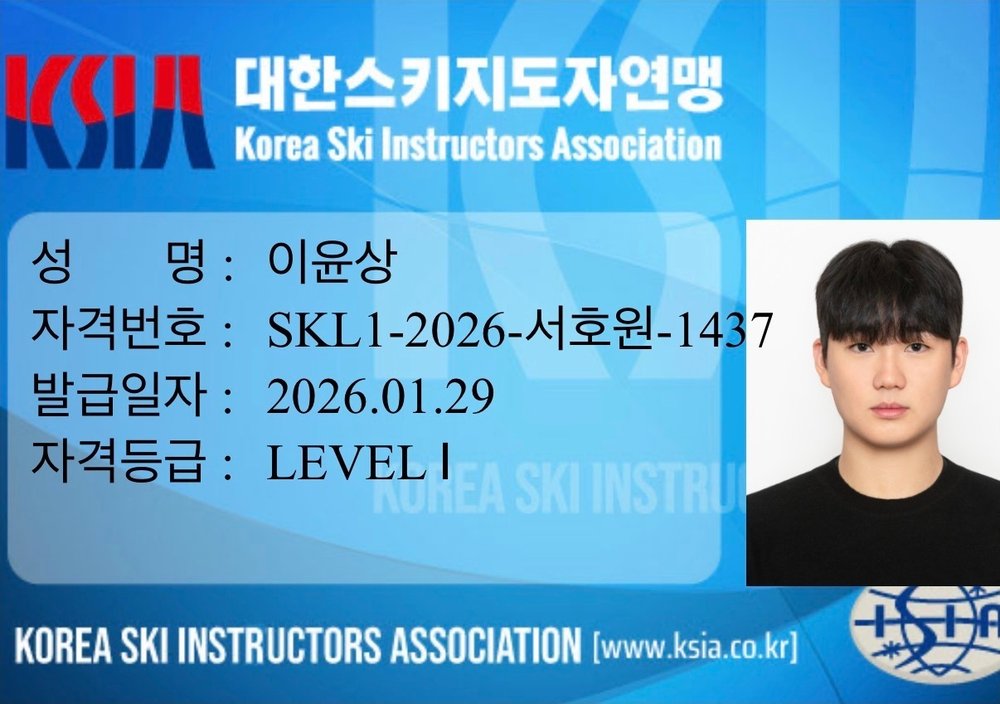 KSIA
대한스키지도자연맹
Korea Ski Instructors Association
성 명 : 이윤상
자격번호 : SKL1-2026-서호원-1437
발급일자 : 2026.01.29
자격등급 : LEVEL Ⅰ
KOREA SKI INSTRUC
KOREA SKI INSTRUCTORS ASSOCIATION [www.ksia.co.kr]
ISIA